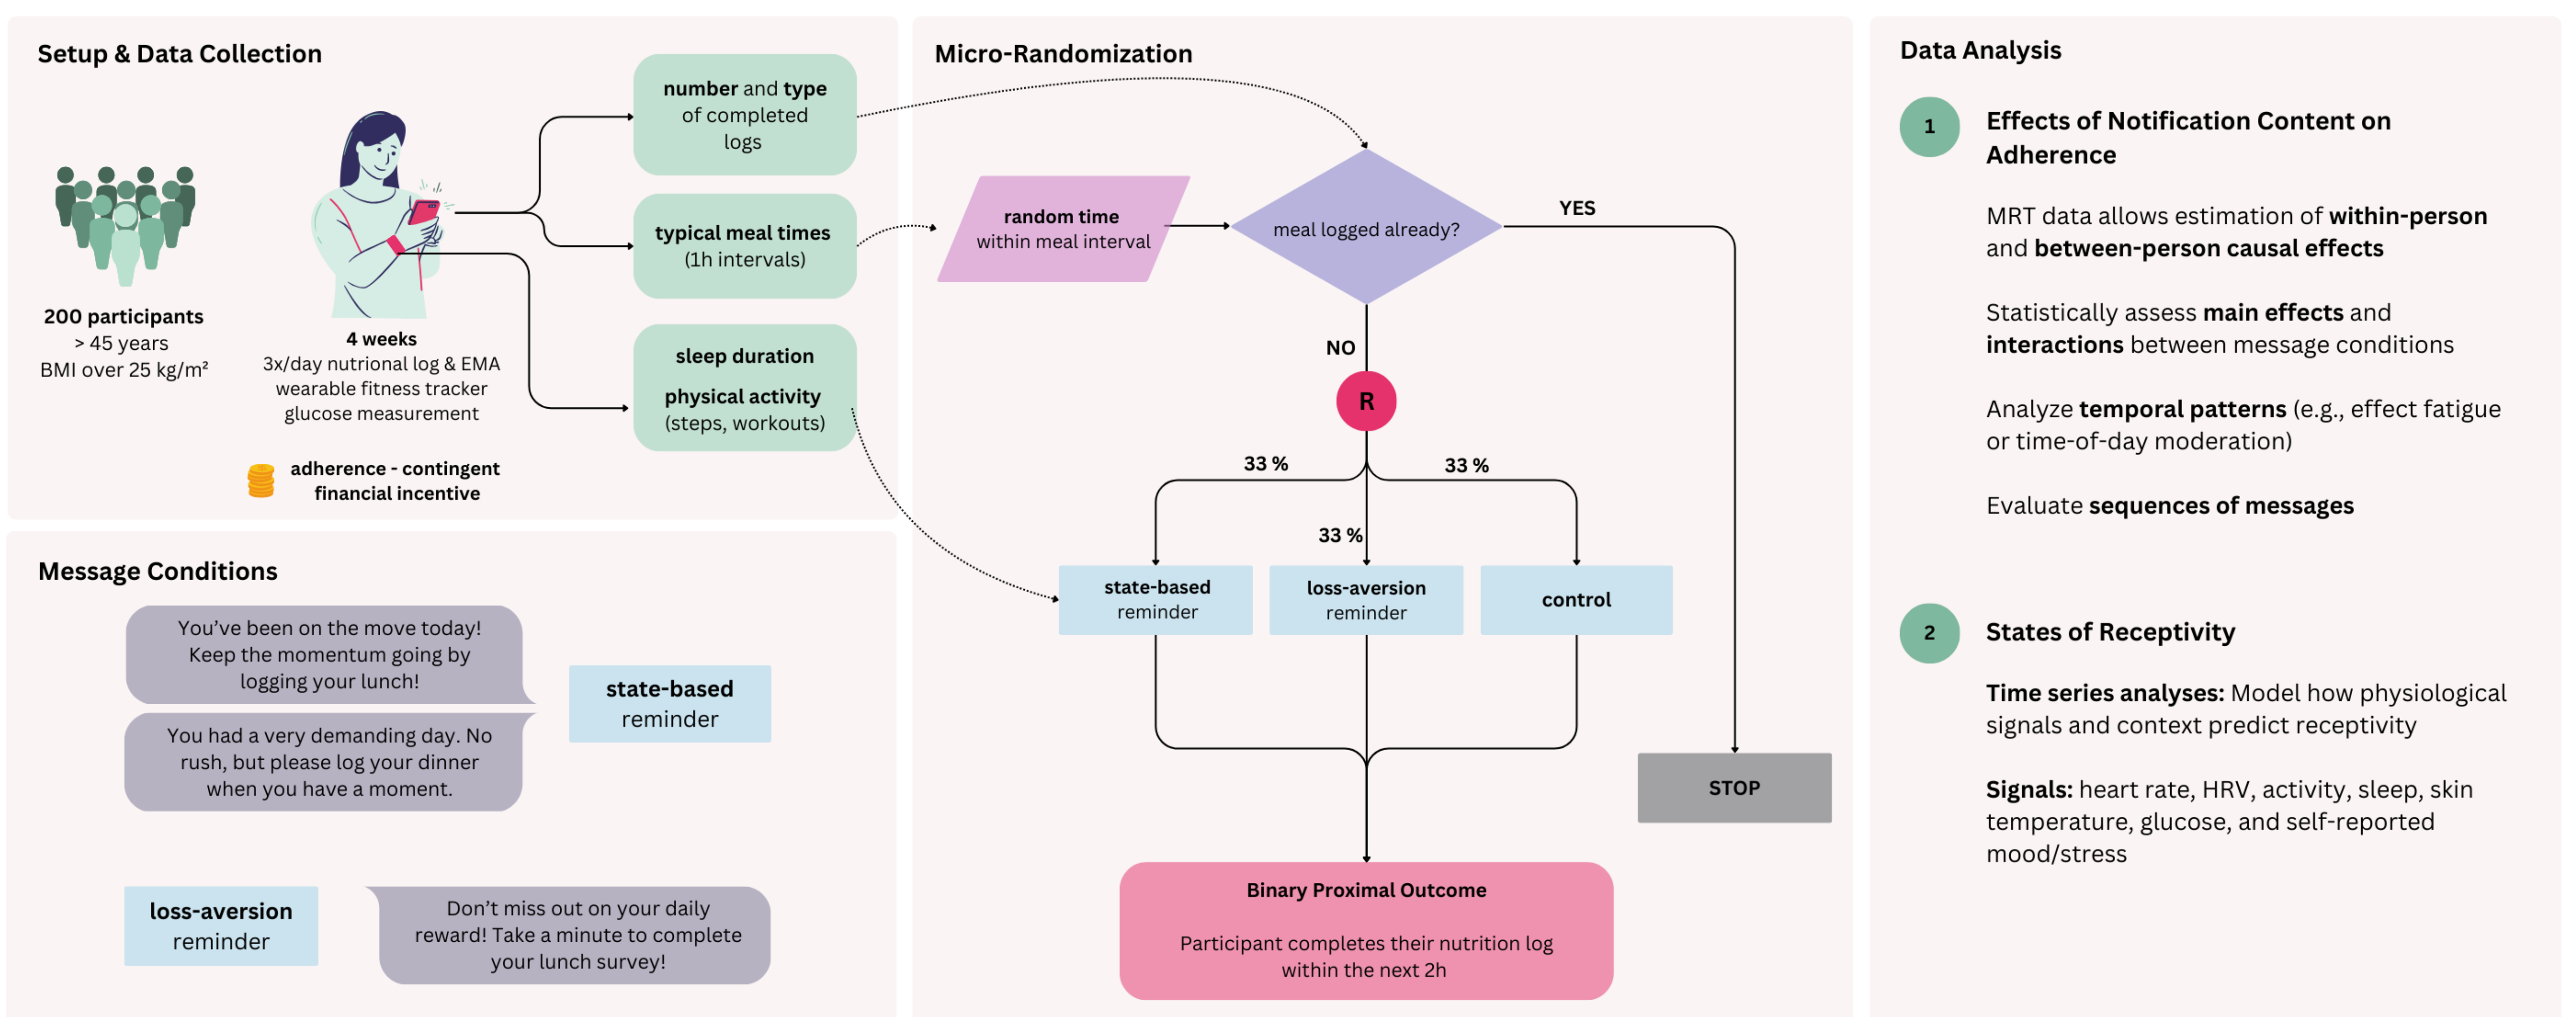 Setup & Data Collection
200 participants
> 45 years
BMI over 25 kg/m²
4 weeks
3x/day nutrional log & EMA
wearable fitness tracker
glucose measurement
adherence - contingent
financial incentive
number and type
of completed
logs
typical meal times
(1h intervals)
sleep duration
physical activity
(steps, workouts)
Message Conditions
You've been on the move today!
Keep the momentum going by
logging your lunch!
You had a very demanding day. No
rush, but please log your dinner
when you have a moment.
state-based
reminder
loss-aversion
reminder
Don't miss out on your daily
reward! Take a minute to complete
your lunch survey!
Micro-Randomization
random time
within meal interval
meal logged already?
YES
NO
R
33 %
33 %
33 %
state-based
reminder
loss-aversion
reminder
control
STOP
Binary Proximal Outcome
Participant completes their nutrition log
within the next 2h
Data Analysis
1
Effects of Notification Content on
Adherence
MRT data allows estimation of within-person
and between-person causal effects
Statistically assess main effects and
interactions between message conditions
Analyze temporal patterns (e.g., effect fatigue
or time-of-day moderation)
Evaluate sequences of messages
2
States of Receptivity
Time series analyses: Model how physiological
signals and context predict receptivity
Signals: heart rate, HRV, activity, sleep, skin
temperature, glucose, and self-reported
mood/stress